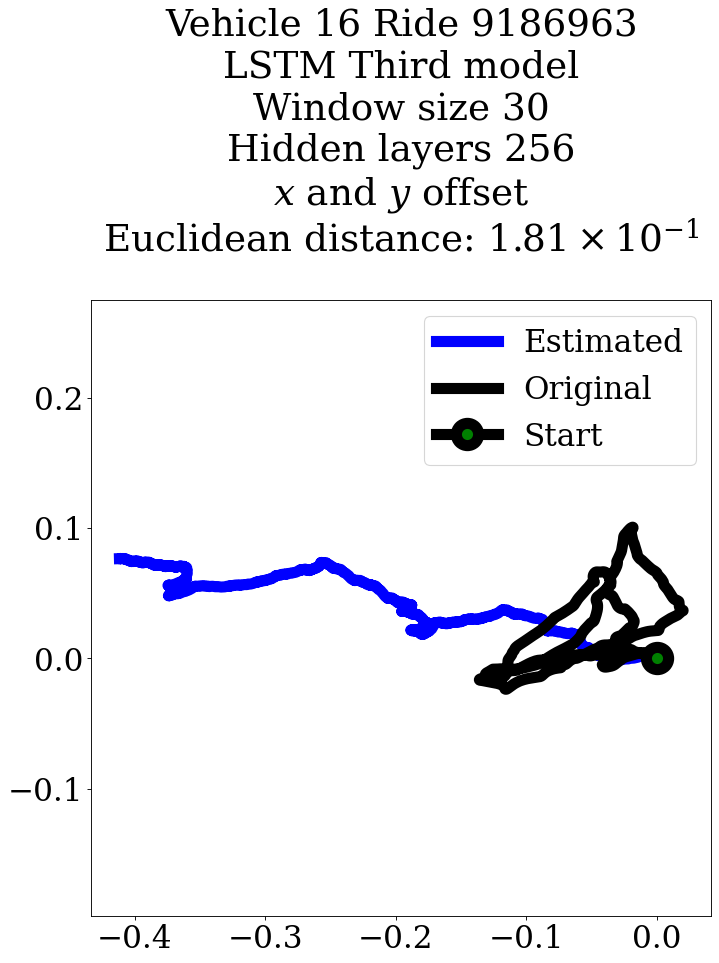 Vehicle 16 Ride 9186963
LSTM Third model
Window size 30
Hidden layers 256
x and y offset
Euclidean distance: 1.81 × 10⁻¹
Estimated
Original
Start
0.2
0.1
0.0
−0.1
−0.4 −0.3 −0.2 −0.1 0.0